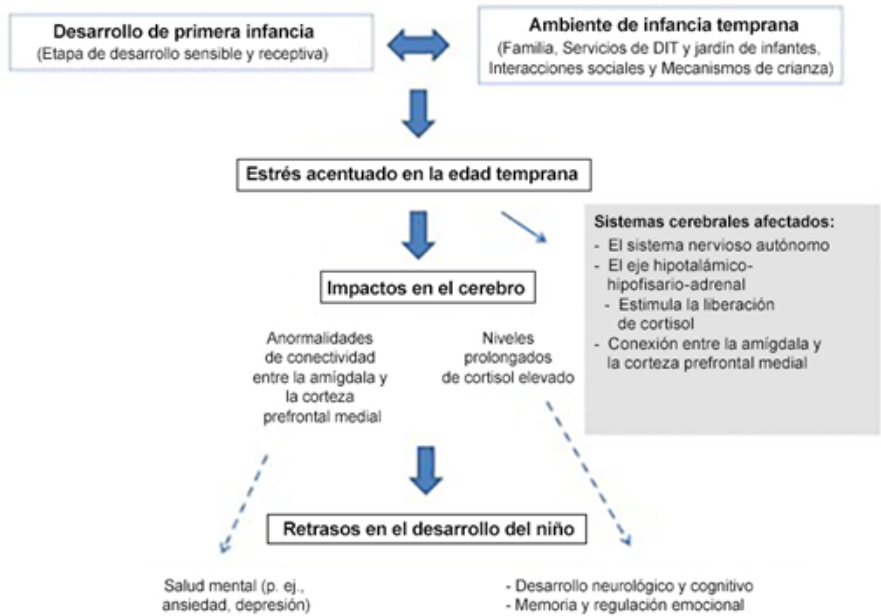 Desarrollo de primera infancia
(Etapa de desarrollo sensible y receptiva)
Ambiente de infancia temprana
(Familia, Servicios de DIT y jardín de infantes,
Interacciones sociales y Mecanismos de crianza)
Estrés acentuado en la edad temprana
Sistemas cerebrales afectados:
- El sistema nervioso autónomo
- El eje hipotalámico-
hipofisario-adrenal
- Estimula la liberación
de cortisol
- Conexión entre la amígdala y
la corteza prefrontal medial
Impactos en el cerebro
Anormalidades
de conectividad
entre la amígdala y
la corteza
prefrontal medial
Niveles
prolongados
de cortisol elevado
Retrasos en el desarrollo del niño
Salud mental (p. ej.,
ansiedad, depresión)
- Desarrollo neurológico y cognitivo
- Memoria y regulación emocional